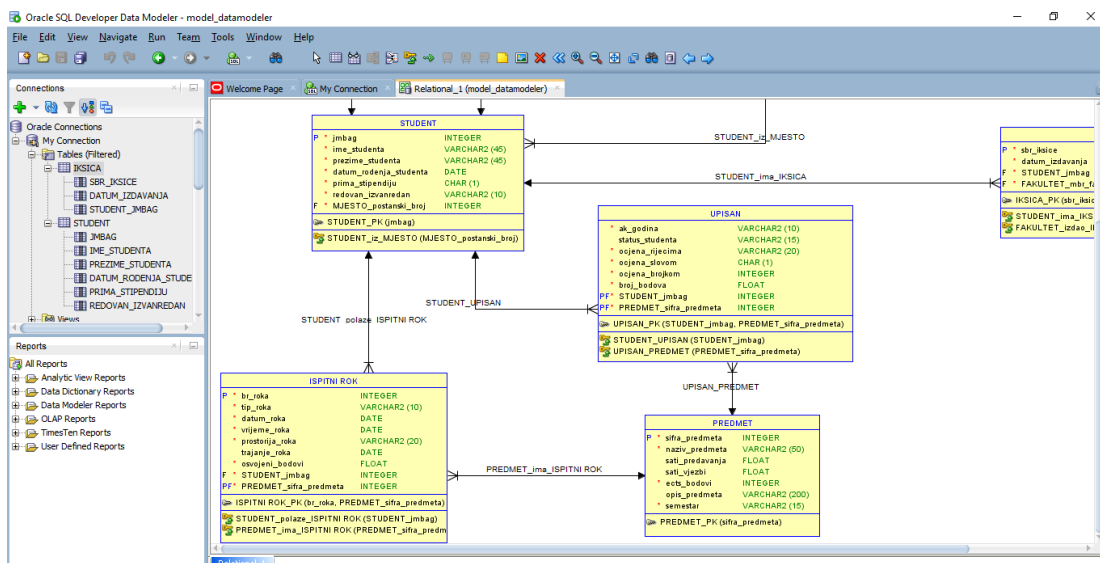 Oracle SQL Developer Data Modeler - model_datamodeler
File Edit View Navigate Run Team Tools Window Help
Connections
Oracle Connections
My Connection
Tables (Filtered)
IKSICA
SBR_IKSICE
DATUM_IZDAVANJA
STUDENT_JMBAG
STUDENT
JMBAG
IME_STUDENTA
PREZIME_STUDENTA
DATUM_RODENJA_STUDE
PRIMA_STIPENDIJU
REDOVAN_IZVANREDAN
Views
Reports
All Reports
Analytic View Reports
Data Dictionary Reports
Data Modeler Reports
OLAP Reports
TimesTen Reports
User Defined Reports
Welcome Page
My Connection
Relational_1 (model_datamodeler)
STUDENT
P * jmbag INTEGER
* ime_studenta VARCHAR2 (45)
* prezime_studenta VARCHAR2 (45)
* datum_rodenja_studenta DATE
* prima_stipendiju CHAR (1)
* redovan_izvanredan VARCHAR2 (10)
F * MJESTO_postanski_broj INTEGER
STUDENT_PK (jmbag)
STUDENT_iz_MJESTO (MJESTO_postanski_broj)
STUDENT_iz_MJESTO
STUDENT_ima_IKSICA
P * sbr_iksice
* datum_izdavanja
F * STUDENT_jmbag
F * FAKULTET_mbr_fa
IKSICA_PK (sbr_iksic
STUDENT_ima_IKS
FAKULTET_izdao_I
UPISAN
* ak_godina VARCHAR2 (10)
status_studenta VARCHAR2 (15)
* ocjena_rijecima VARCHAR2 (20)
* ocjena_slovom CHAR (1)
* ocjena_brojkom INTEGER
* broj_bodova FLOAT
PF* STUDENT_jmbag INTEGER
PF* PREDMET_sifra_predmeta INTEGER
UPISAN_PK (STUDENT_jmbag, PREDMET_sifra_predmeta)
STUDENT_UPISAN (STUDENT_jmbag)
UPISAN_PREDMET (PREDMET_sifra_predmeta)
STUDENT_UPISAN
STUDENT_polaze_ISPITNI ROK
UPISAN_PREDMET
ISPITNI ROK
P * br_roka INTEGER
* tip_roka VARCHAR2 (10)
* datum_roka DATE
* vrijeme_roka DATE
* prostorija_roka VARCHAR2 (20)
trajanje_roka DATE
* osvojeni_bodovi FLOAT
F * STUDENT_jmbag INTEGER
PF* PREDMET_sifra_predmeta INTEGER
ISPITNI ROK_PK (br_roka, PREDMET_sifra_predmeta)
STUDENT_polaze_ISPITNI ROK (STUDENT_jmbag)
PREDMET_ima_ISPITNI ROK (PREDMET_sifra_predm
PREDMET_ima_ISPITNI ROK
PREDMET
P * sifra_predmeta INTEGER
* naziv_predmeta VARCHAR2 (50)
sati_predavanja FLOAT
sati_vjezbi FLOAT
* ects_bodovi INTEGER
opis_predmeta VARCHAR2 (200)
* semestar VARCHAR2 (15)
PREDMET_PK (sifra_predmeta)